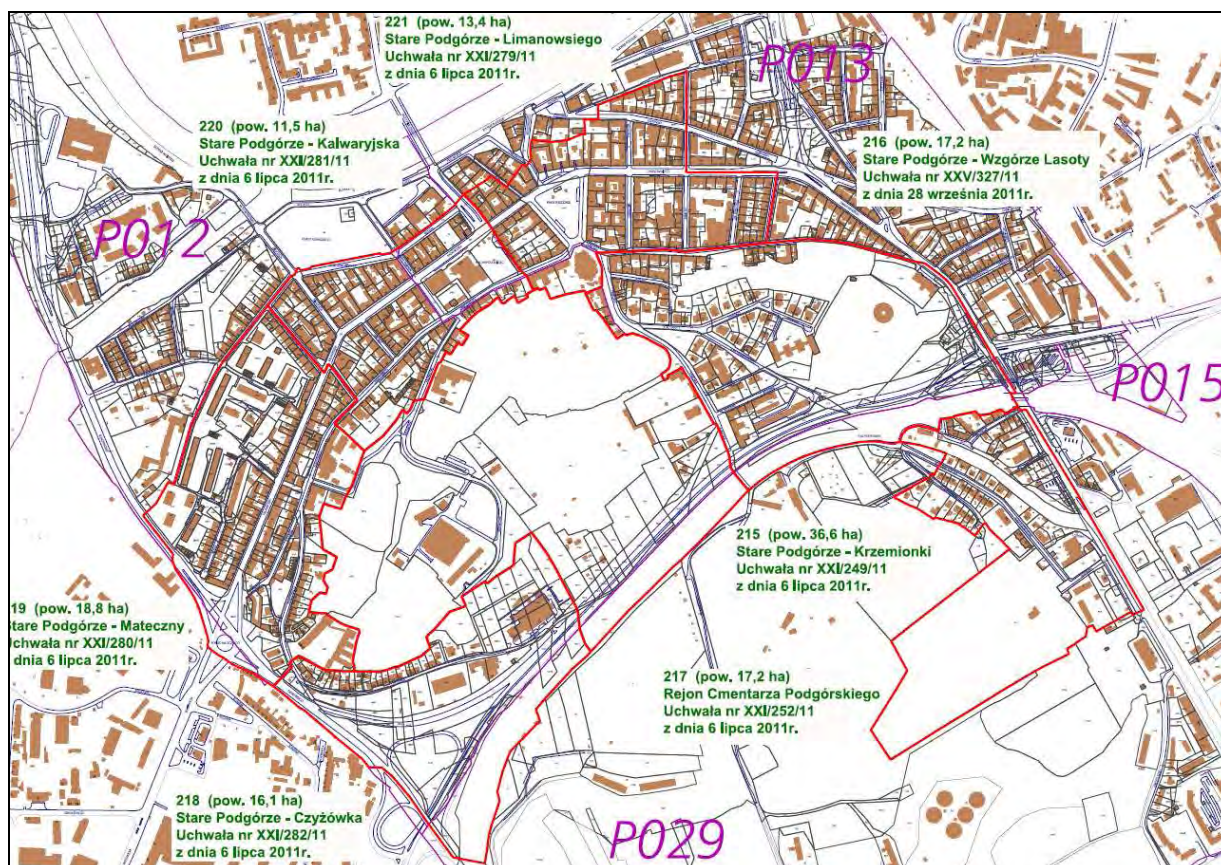 221 (pow. 13,4 ha)
Stare Podgórze - Limanowsiego
Uchwała nr XXI/279/11
z dnia 6 lipca 2011r.
P013
220 (pow. 11,5 ha)
Stare Podgórze - Kalwaryjska
Uchwała nr XXI/281/11
z dnia 6 lipca 2011r.
216 (pow. 17,2 ha)
Stare Podgórze - Wzgórze Lasoty
Uchwała nr XXV/327/11
z dnia 28 września 2011r.
P012
P015
215 (pow. 36,6 ha)
Stare Podgórze - Krzemionki
Uchwała nr XXI/249/11
z dnia 6 lipca 2011r.
19 (pow. 18,8 ha)
Stare Podgórze - Mateczny
Uchwała nr XXI/280/11
z dnia 6 lipca 2011r.
217 (pow. 17,2 ha)
Rejon Cmentarza Podgórskiego
Uchwała nr XXI/252/11
z dnia 6 lipca 2011r.
218 (pow. 16,1 ha)
Stare Podgórze - Czyżówka
Uchwała nr XXI/282/11
z dnia 6 lipca 2011r.
P029